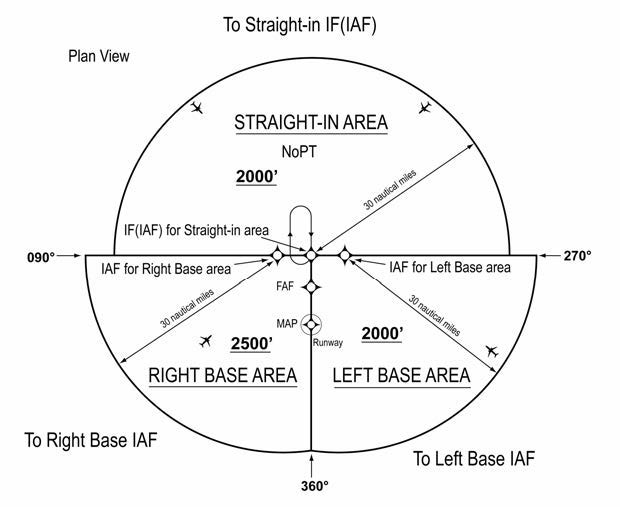 To Straight-in IF(IAF)
Plan View
STRAIGHT-IN AREA
NoPT
2000’
30 nautical miles
IF(IAF) for Straight-in area
090°
270°
IAF for Right Base area
IAF for Left Base area
FAF
30 nautical miles
30 nautical miles
MAP
Runway
2500’
2000’
RIGHT BASE AREA
LEFT BASE AREA
To Right Base IAF
To Left Base IAF
360°